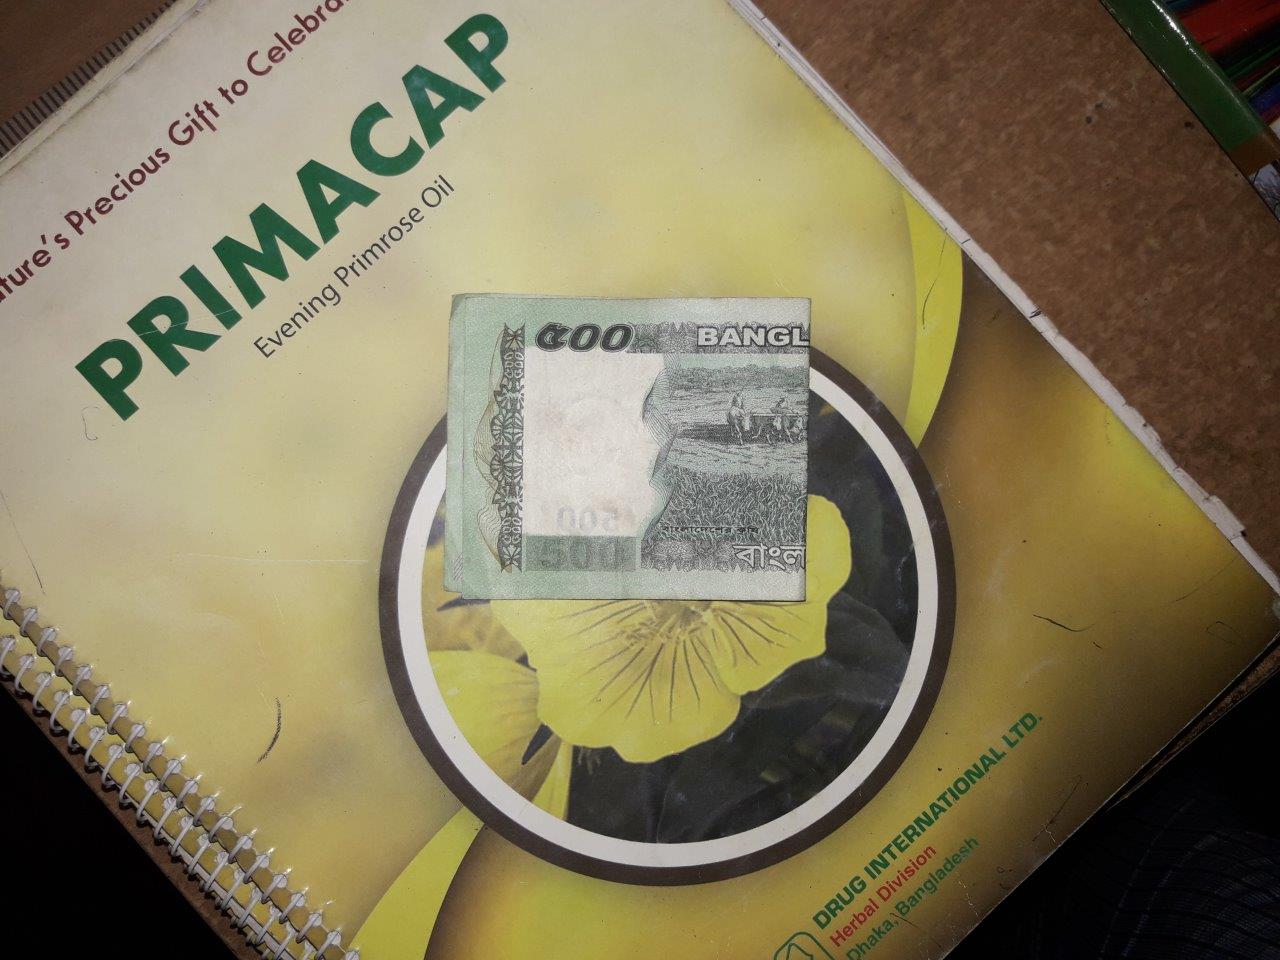 ture's Precious Gift to Celebra
PRIMACAP
Evening Primrose Oil
৫০০
BANGL
500
500
বাংলাদেশের কৃষি
বাংল
DRUG INTERNATIONAL LTD.
Herbal Division
Dhaka, Bangladesh